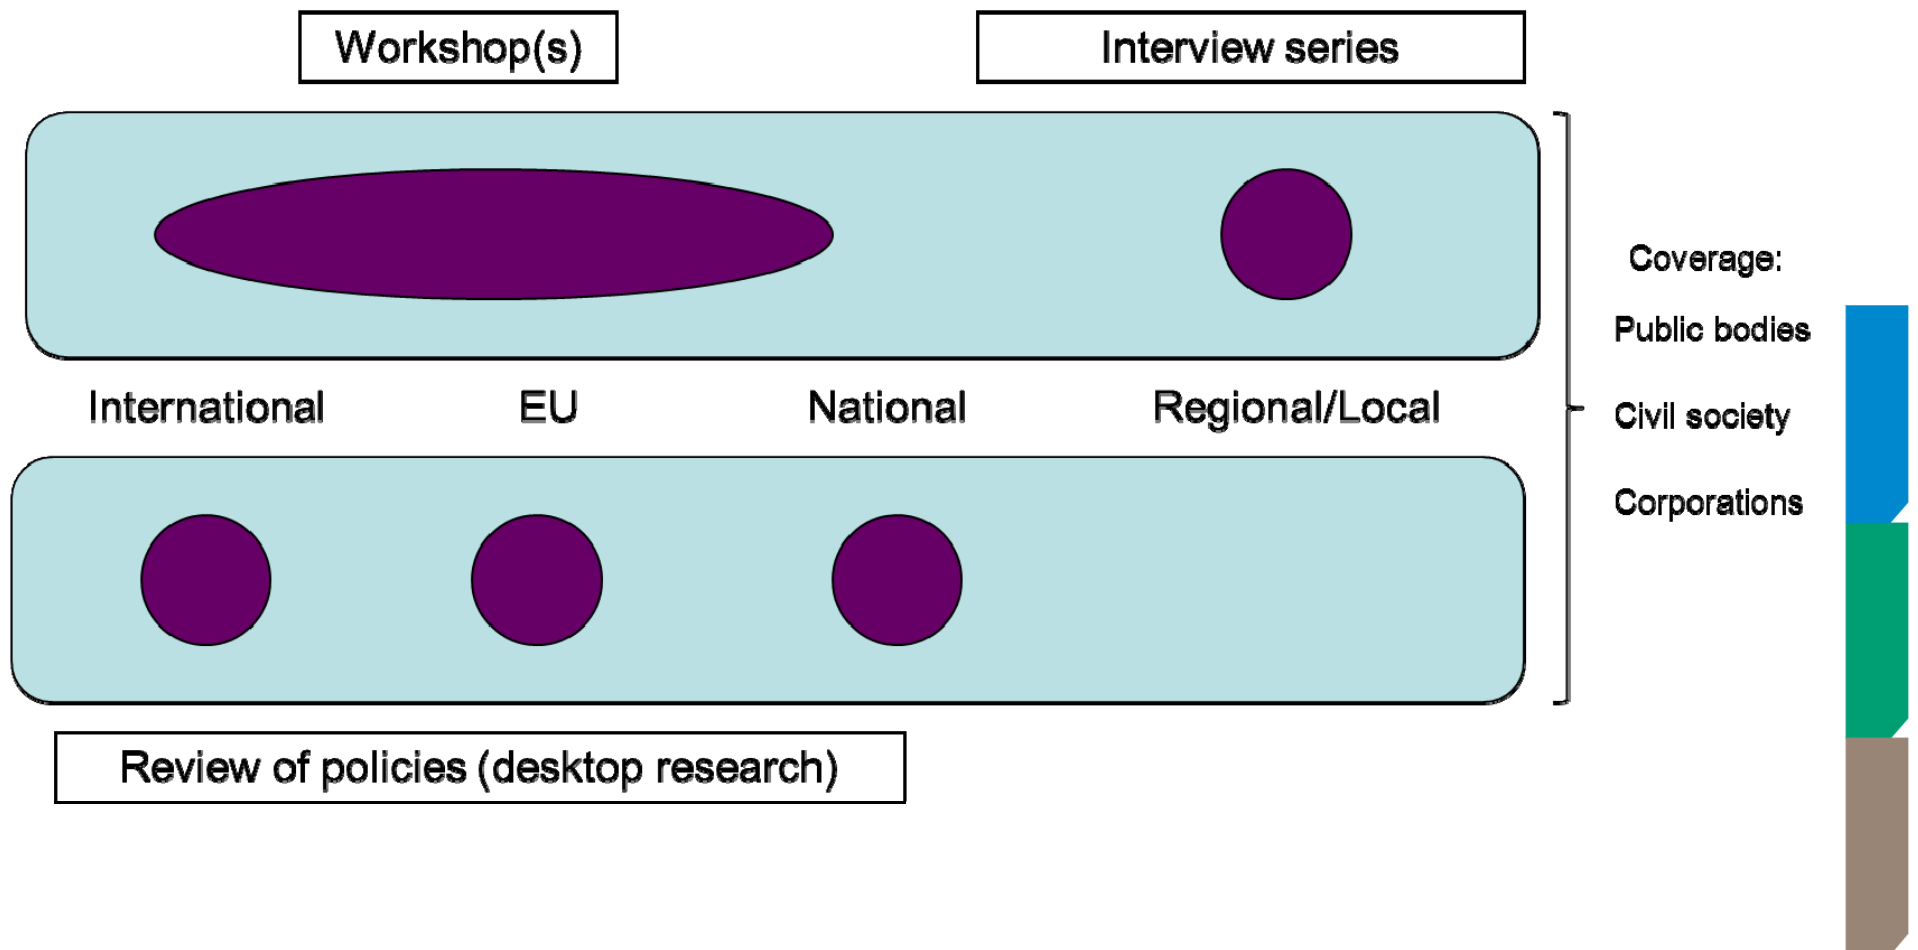 Workshop(s)
Interview series
International
EU
National
Regional/Local
Review of policies (desktop research)
Coverage:
Public bodies
Civil society
Corporations